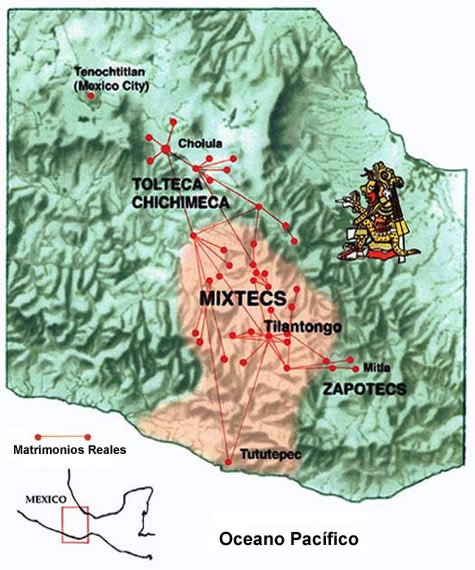 Tenochtitlan
(Mexico City)
Cholula
TOLTECA
CHICHIMECA
MIXTECS
Tilantongo
Mitla
ZAPOTECS
Tututepec
Matrimonios Reales
MEXICO
Oceano Pacífico